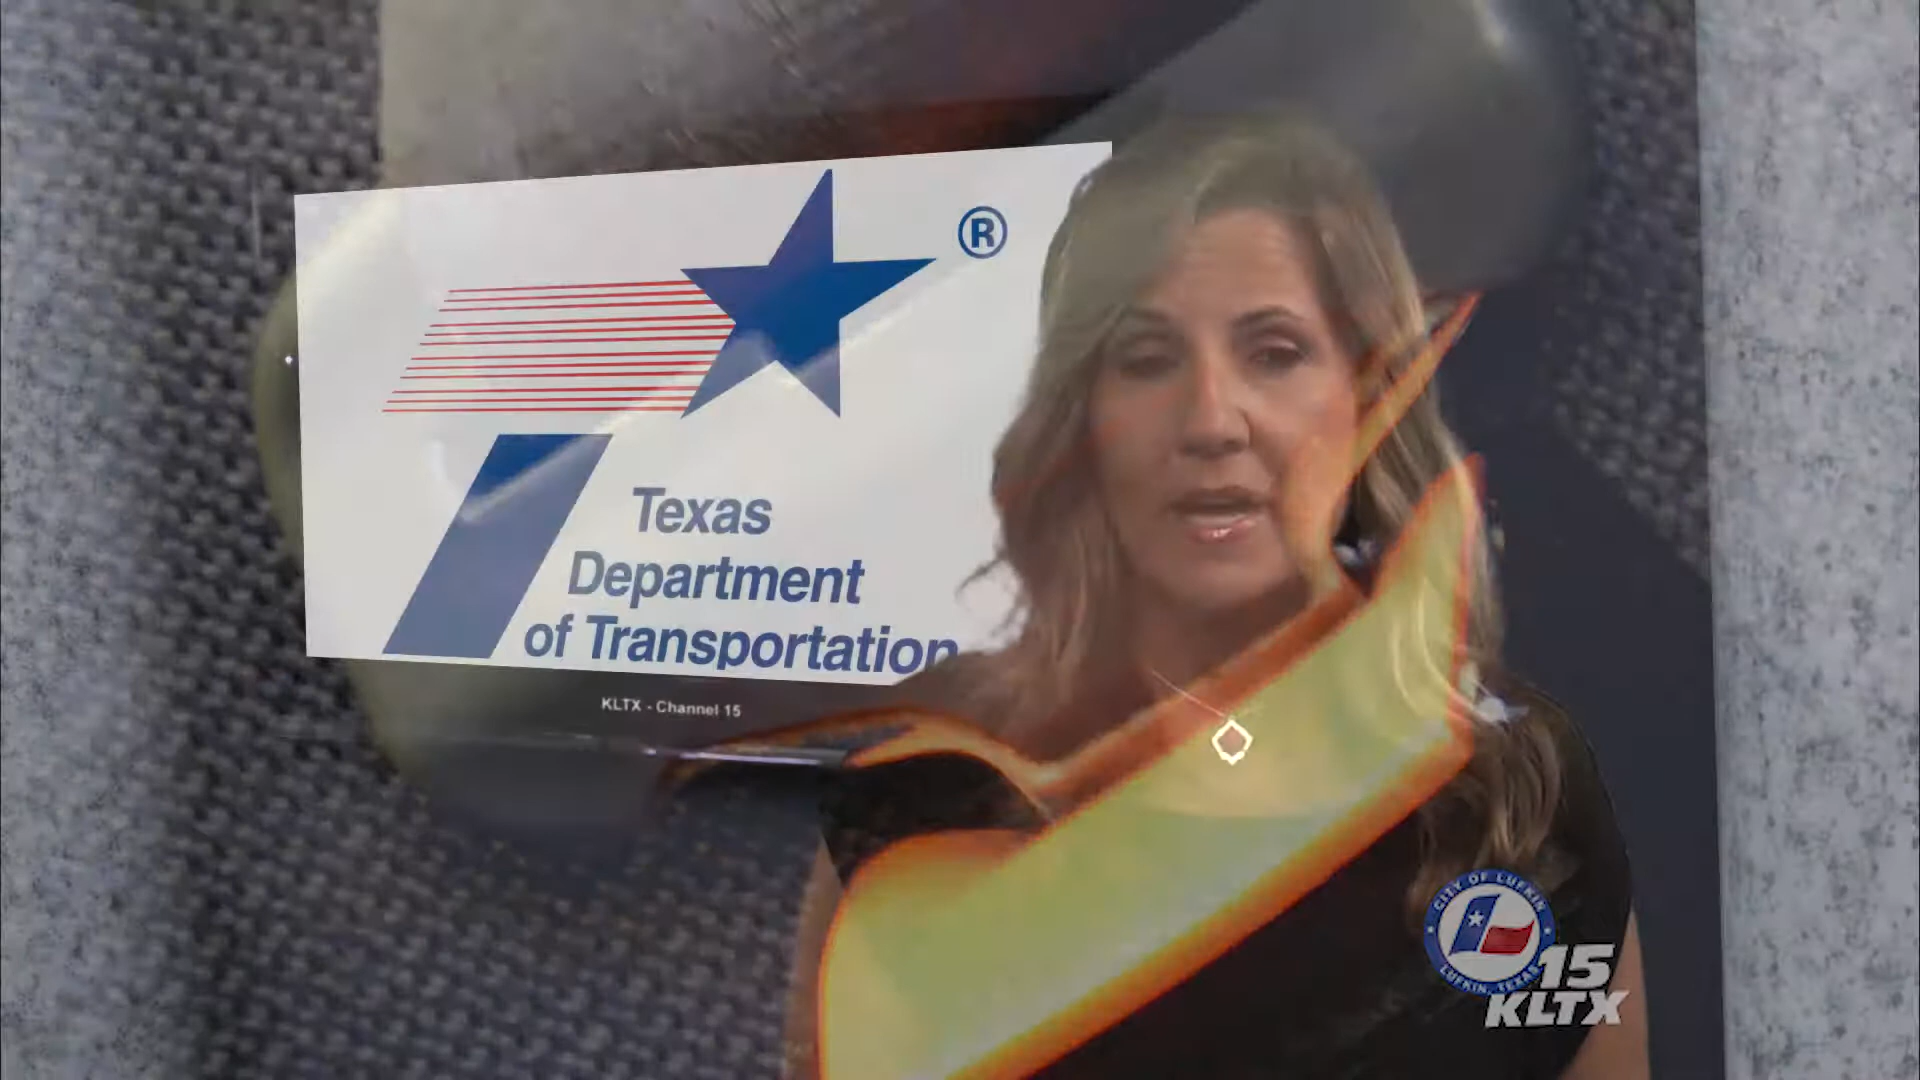 ®
Texas
Department
of Transportation
KLTX - Channel 15
CITY OF LUFKIN
LUFKIN, TEXAS
15
KLTX